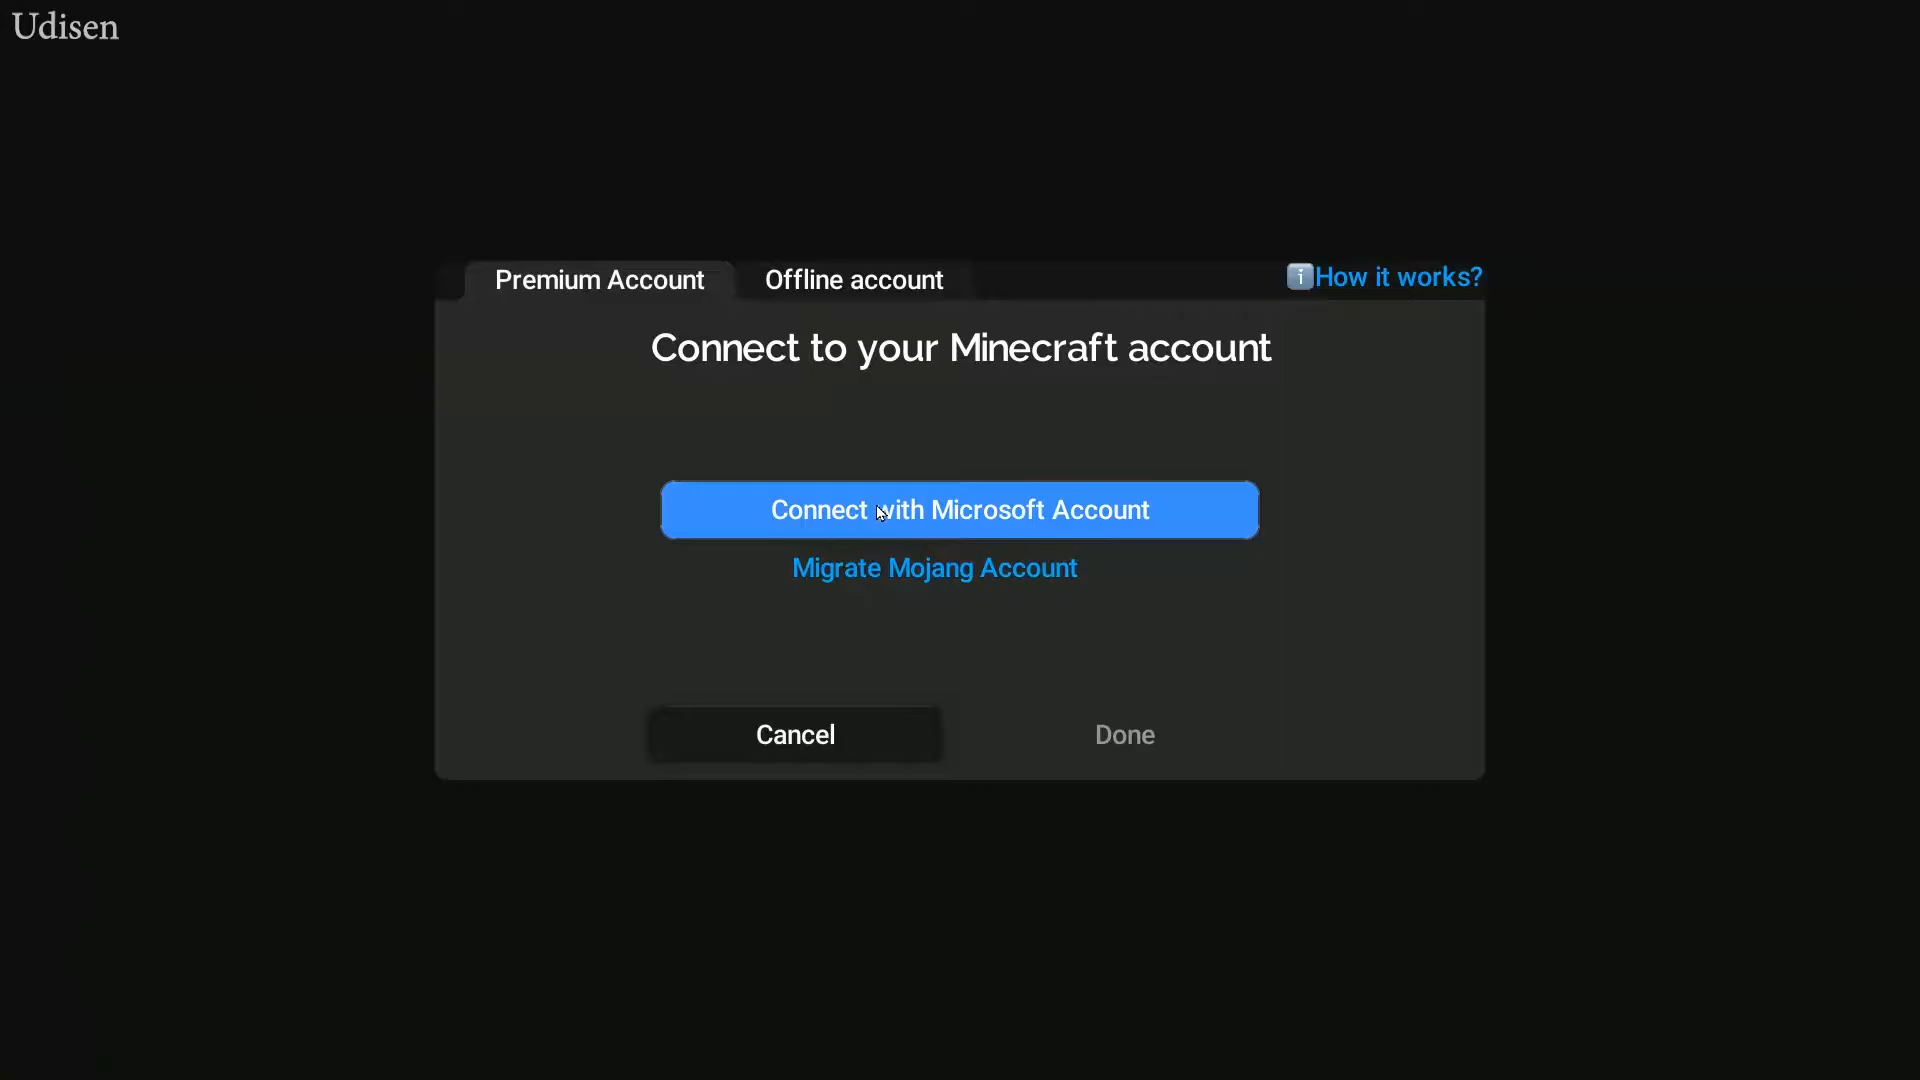 Udisen
Premium Account
Offline account
How it works?
Connect to your Minecraft account
Connect with Microsoft Account
Migrate Mojang Account
Cancel
Done